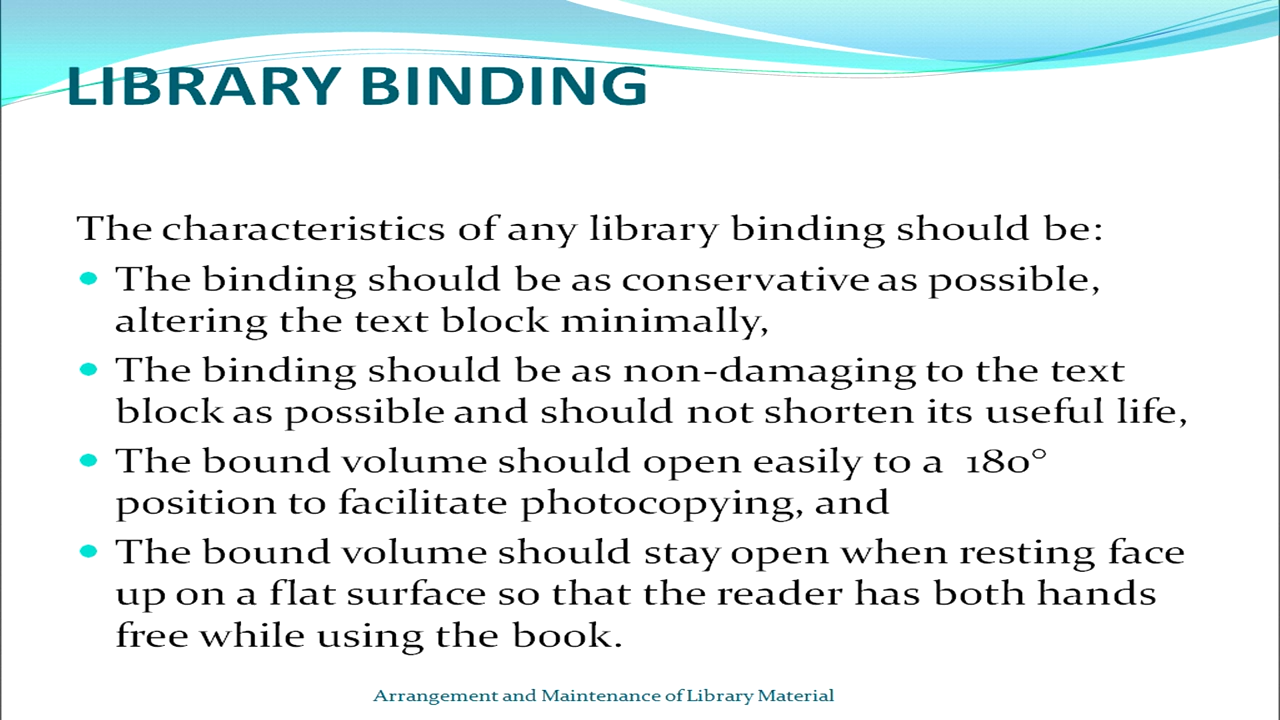 LIBRARY BINDING
The characteristics of any library binding should be:
• The binding should be as conservative as possible,
altering the text block minimally,
• The binding should be as non-damaging to the text
block as possible and should not shorten its useful life,
• The bound volume should open easily to a 180°
position to facilitate photocopying, and
• The bound volume should stay open when resting face
up on a flat surface so that the reader has both hands
free while using the book.
Arrangement and Maintenance of Library Material